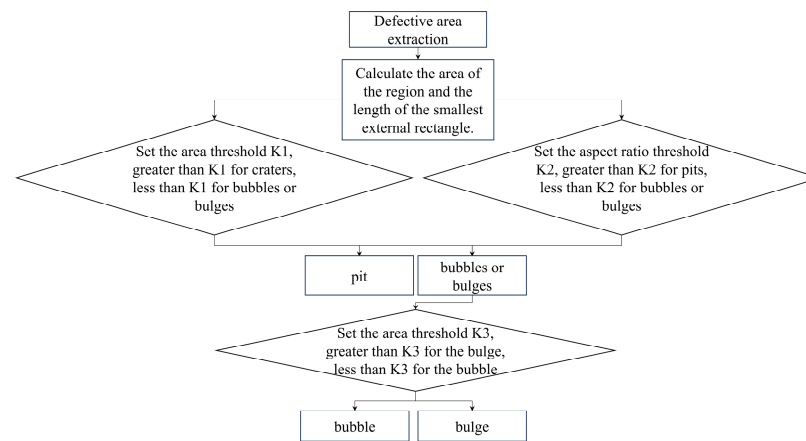 Defective area
extraction
Calculate the area of
the region and the
length of the smallest
external rectangle.
Set the area threshold K1,
greater than K1 for craters,
less than K1 for bubbles or
bulges
Set the aspect ratio threshold
K2, greater than K2 for pits,
less than K2 for bubbles or
bulges
pit
bubbles or
bulges
Set the area threshold K3,
greater than K3 for the bulge,
less than K3 for the bubble
bubble
bulge